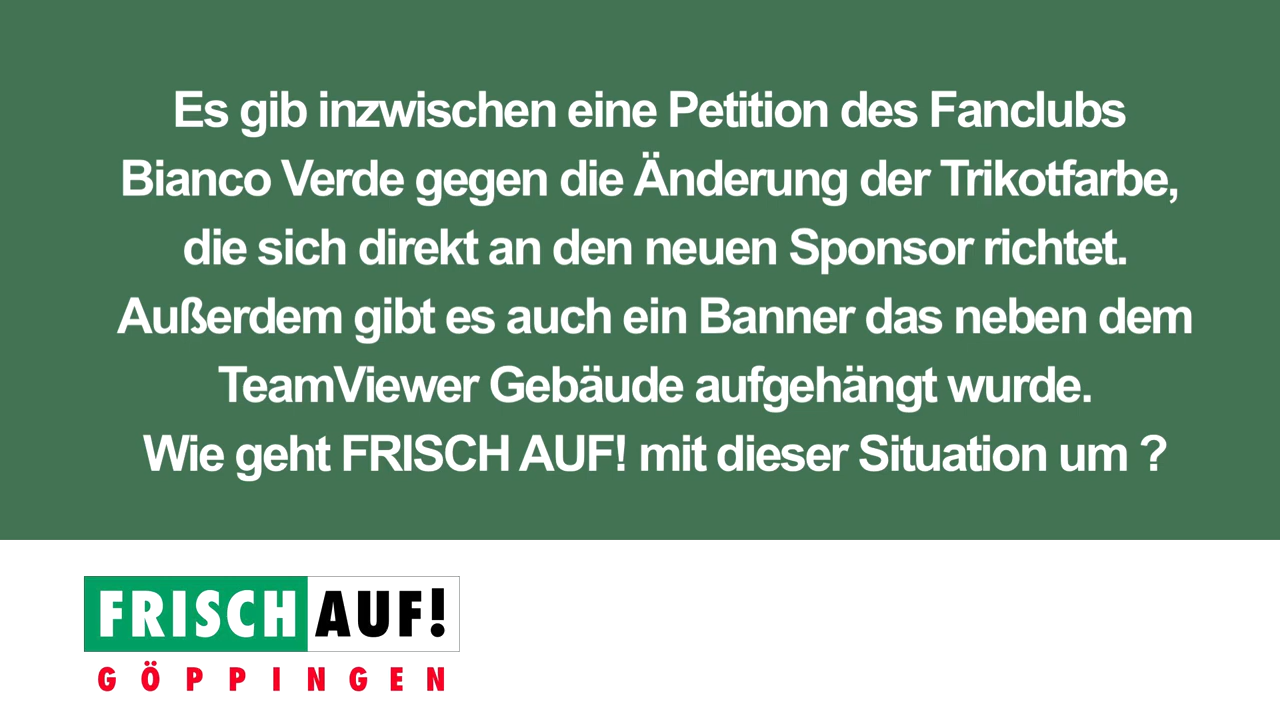 Es gib inzwischen eine Petition des Fanclubs
Bianco Verde gegen die Änderung der Trikotfarbe,
die sich direkt an den neuen Sponsor richtet.
Außerdem gibt es auch ein Banner das neben dem
TeamViewer Gebäude aufgehängt wurde.
Wie geht FRISCH AUF! mit dieser Situation um ?
FRISCH AUF!
GÖPPINGEN